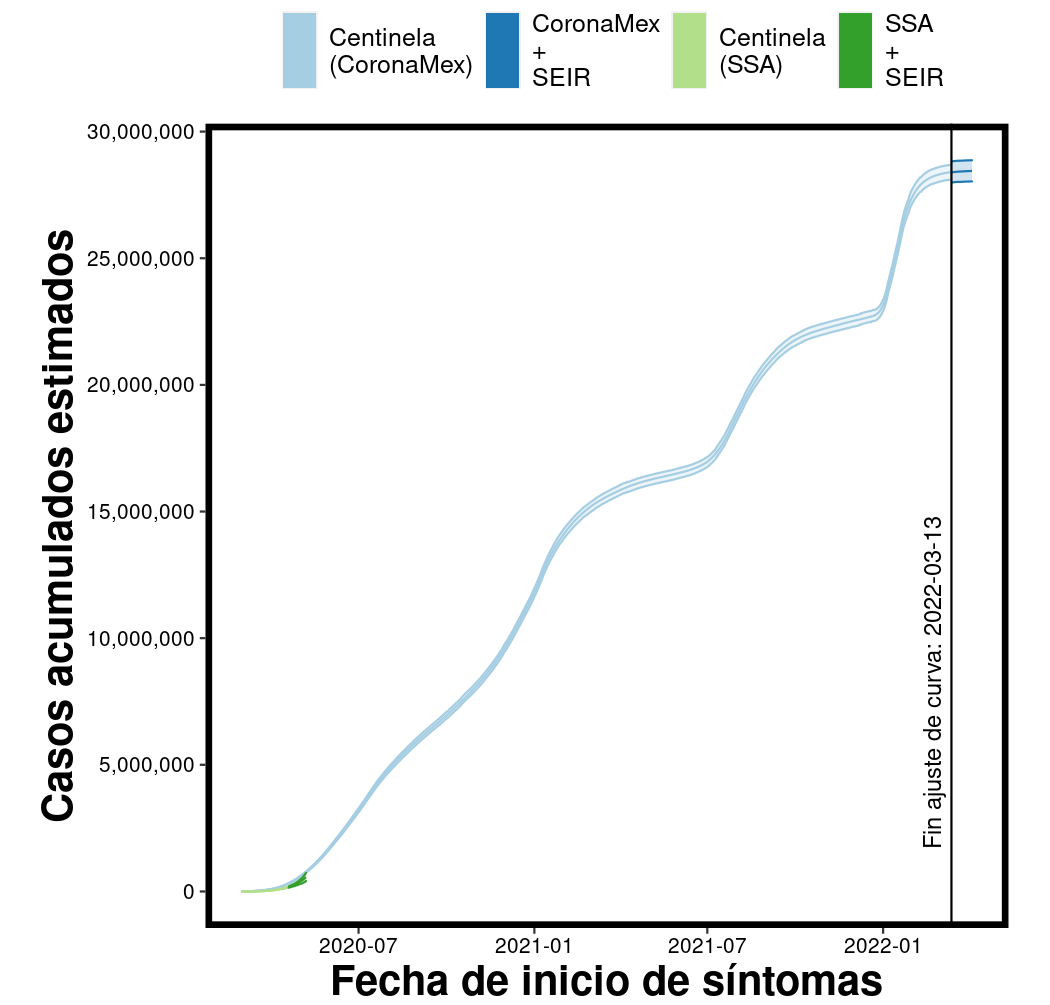 Centinela
(CoronaMex)
CoronaMex
+
SEIR
Centinela
(SSA)
SSA
+
SEIR
Casos acumulados estimados
30,000,000
25,000,000
20,000,000
15,000,000
10,000,000
5,000,000
0
Fin ajuste de curva: 2022-03-13
2020-07
2021-01
2021-07
2022-01
Fecha de inicio de síntomas